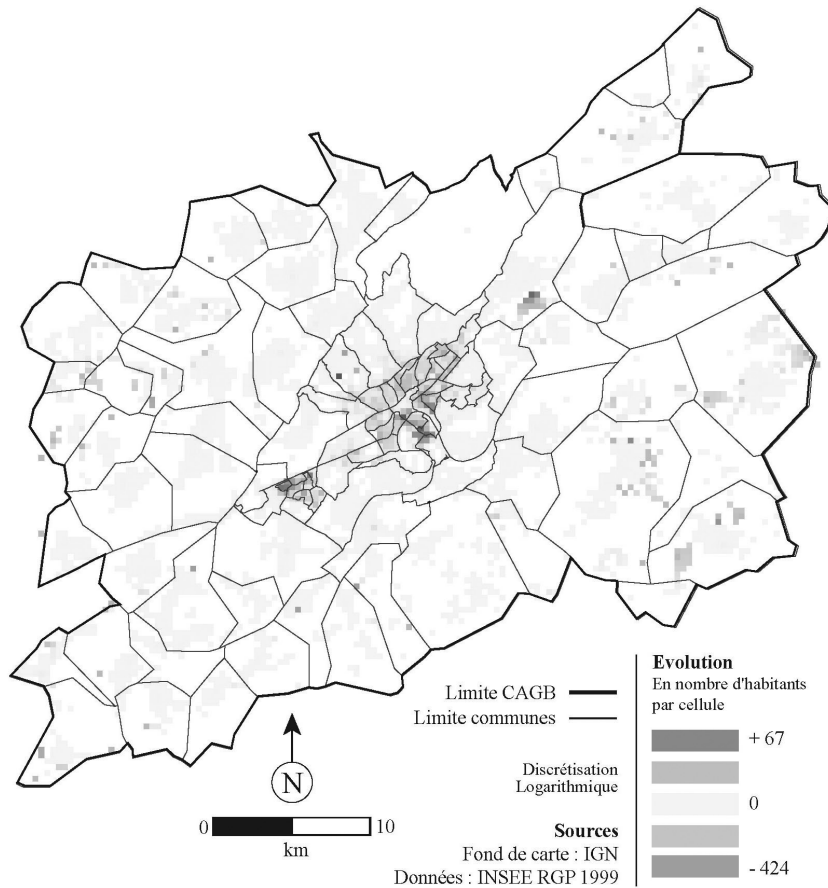 Limite CAGB
Limite communes
N
0 10
km
Discrétisation
Logarithmique
Sources
Fond de carte : IGN
Données : INSEE RGP 1999
Evolution
En nombre d'habitants
par cellule
+ 67
0
- 424